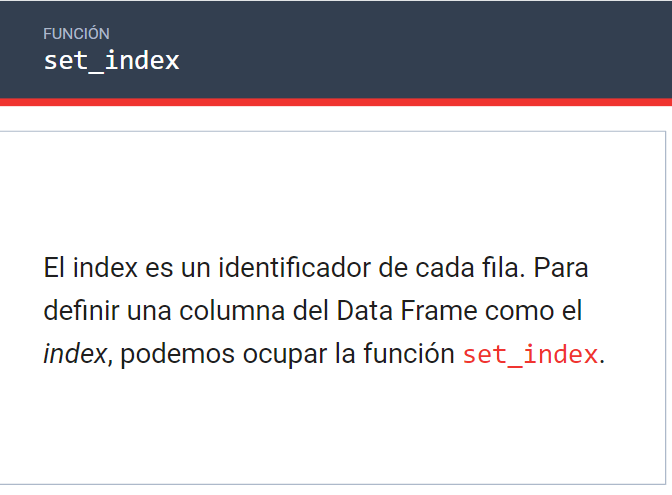 FUNCIÓN
set_index
El index es un identificador de cada fila. Para
definir una columna del Data Frame como el
index, podemos ocupar la función set_index.